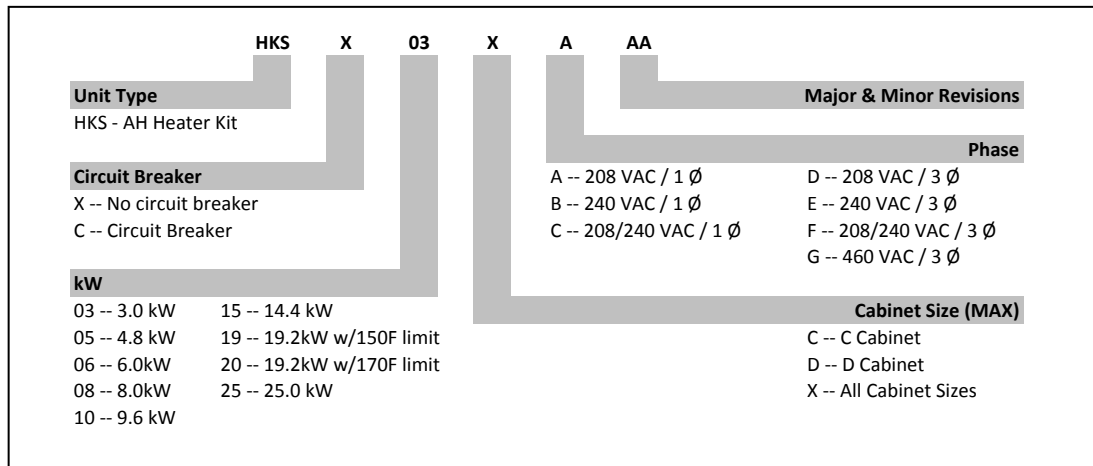 HKS X 03 X A AA
Unit Type
HKS - AH Heater Kit
Major & Minor Revisions
Phase
A -- 208 VAC / 1 Ø
B -- 240 VAC / 1 Ø
C -- 208/240 VAC / 1 Ø
D -- 208 VAC / 3 Ø
E -- 240 VAC / 3 Ø
F -- 208/240 VAC / 3 Ø
G -- 460 VAC / 3 Ø
Circuit Breaker
X -- No circuit breaker
C -- Circuit Breaker
kW
03 -- 3.0 kW
05 -- 4.8 kW
06 -- 6.0kW
08 -- 8.0kW
10 -- 9.6 kW
15 -- 14.4 kW
19 -- 19.2kW w/150F limit
20 -- 19.2kW w/170F limit
25 -- 25.0 kW
Cabinet Size (MAX)
C -- C Cabinet
D -- D Cabinet
X -- All Cabinet Sizes